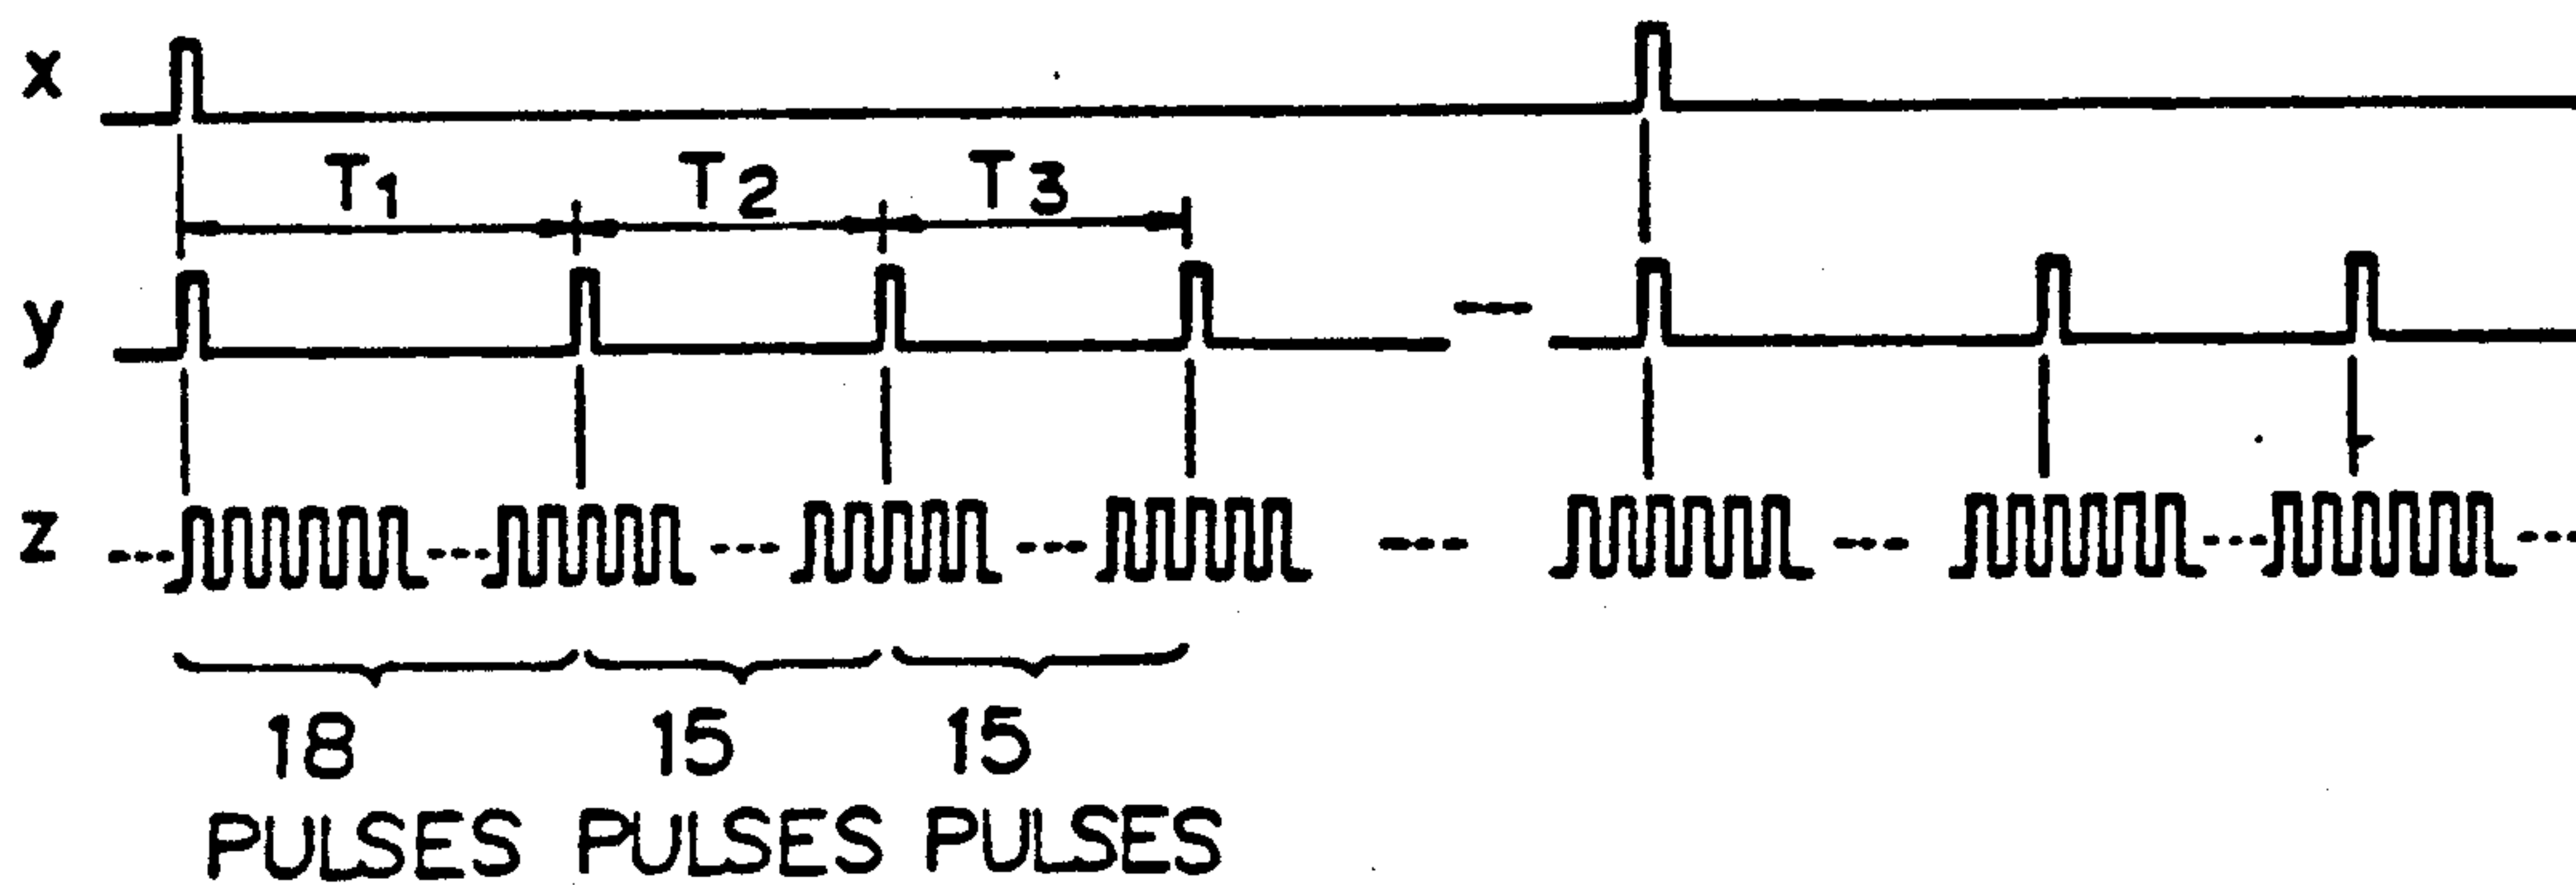 x
T1 T2 T3
y
z
18 15 15
PULSES PULSES PULSES